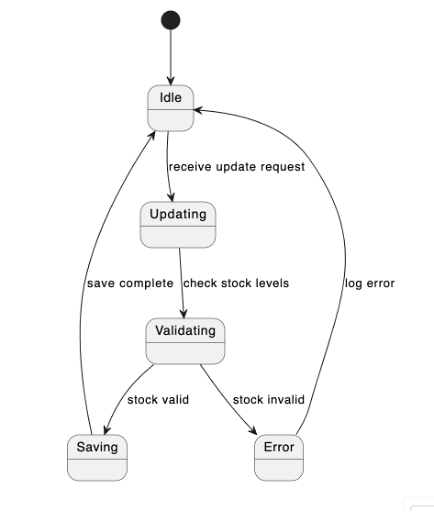 Idle
receive update request
Updating
save complete
check stock levels
log error
Validating
stock valid
stock invalid
Saving
Error